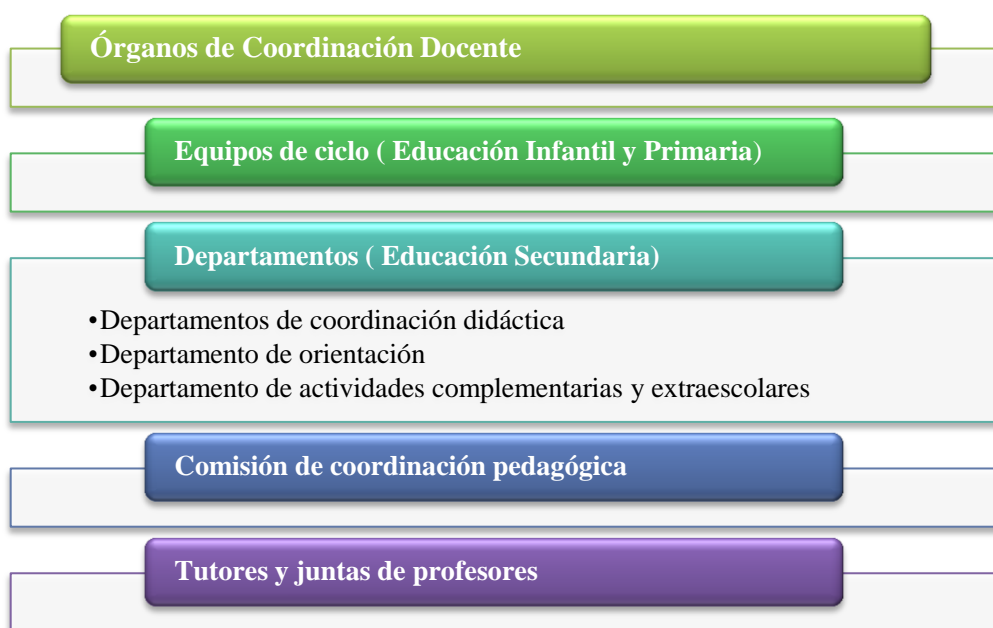 Órganos de Coordinación Docente
Equipos de ciclo ( Educación Infantil y Primaria)
Departamentos ( Educación Secundaria)
•Departamentos de coordinación didáctica
•Departamento de orientación
•Departamento de actividades complementarias y extraescolares
Comisión de coordinación pedagógica
Tutores y juntas de profesores